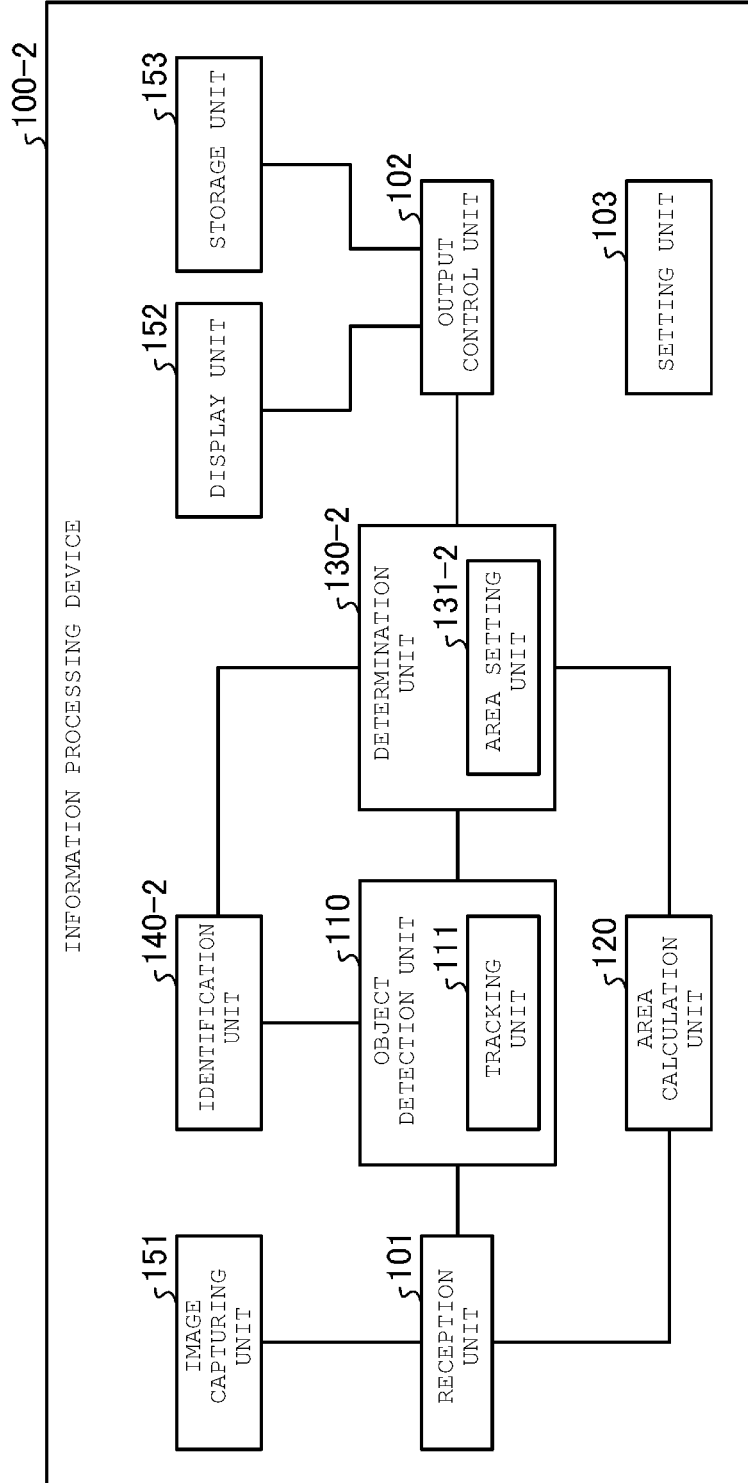 100-2
INFORMATION PROCESSING DEVICE
151
IMAGE
CAPTURING
UNIT
140-2
IDENTIFICATION
UNIT
152
DISPLAY UNIT
153
STORAGE UNIT
101
RECEPTION
UNIT
110
OBJECT
DETECTION UNIT
111
TRACKING
UNIT
130-2
DETERMINATION
UNIT
131-2
AREA SETTING
UNIT
102
OUTPUT
CONTROL UNIT
120
AREA
CALCULATION
UNIT
103
SETTING UNIT